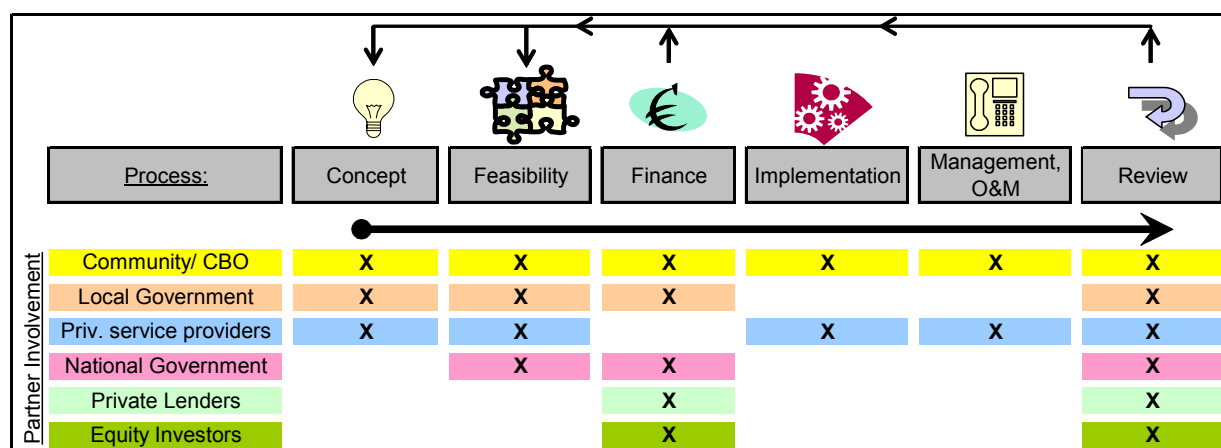 Process: Concept Feasibility Finance Implementation Management, O&M Review
Partner Involvement
Community/ CBO X X X X X X
Local Government X X X X
Priv. service providers X X X X X
National Government X X X
Private Lenders X X
Equity Investors X X